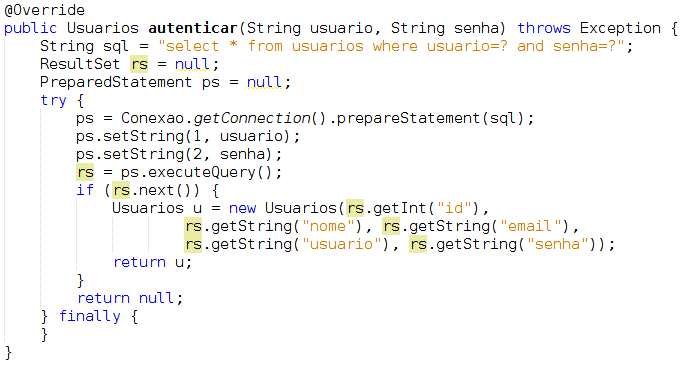 @Override
public Usuarios autenticar(String usuario, String senha) throws Exception {
    String sql = "select * from usuarios where usuario=? and senha=?";
    ResultSet rs = null;
    PreparedStatement ps = null;
    try {
        ps = Conexao.getConnection().prepareStatement(sql);
        ps.setString(1, usuario);
        ps.setString(2, senha);
        rs = ps.executeQuery();
        if (rs.next()) {
            Usuarios u = new Usuarios(rs.getInt("id"),
                    rs.getString("nome"), rs.getString("email"),
                    rs.getString("usuario"), rs.getString("senha"));
            return u;
        }
        return null;
    } finally {
    }
}